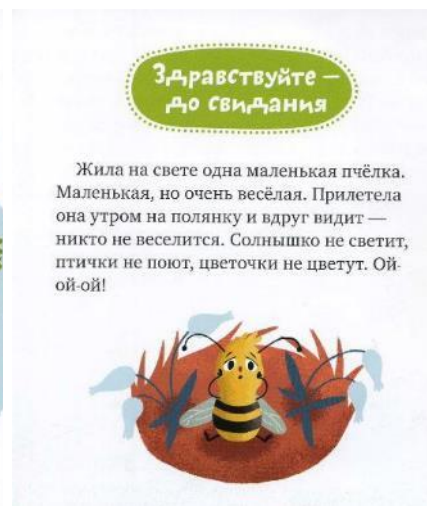 Здравствуйте —
до свидания
Жила на свете одна маленькая пчёлка.
Маленькая, но очень весёлая. Прилетела
она утром на полянку и вдруг видит —
никто не веселится. Солнышко не светит,
птички не поют, цветочки не цветут. Ой-
ой-ой!